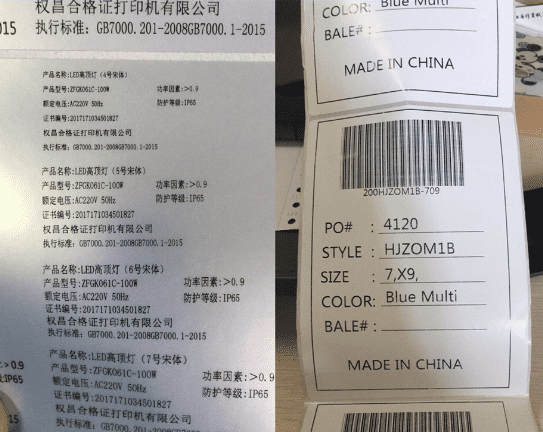 权昌合格证打印机有限公司
015
执行标准: GB7000.201-2008GB7000.1-2015
产品名称:LED高顶灯 (4号宋体)
产品型号:ZFGK061C-100W 功率因素:>0.9
额定电压:AC220V 50Hz 防护等级:IP65
证书编号:2017171034501827
权昌合格证打印机有限公司
执行标准: GB7000.201-2008GB7000.1-2015
产品名称:LED高顶灯 (5号宋体)
产品型号:ZFGK061C-100W 功率因素:>0.9
额定电压:AC220V 50Hz 防护等级:IP65
证书编号:2017171034501827
权昌合格证打印机有限公司
执行标准: GB7000.201-2008GB7000.1-2015
产品名称:LED高顶灯 (6号宋体)
产品型号:ZFGK061C-100W 功率因素:>0.9
额定电压:AC220V 50Hz 防护等级:IP65
证书编号:2017171034501827
权昌合格证打印机有限公司
执行标准: GB7000.201-2008GB7000.1-2015
产品名称:LED高顶灯 (7号宋体)
产品型号:ZFGK061C-100W 功率因素:>0.9
额定电压:AC220V 50Hz 防护等级:IP65
证书编号:2017171034501827
权昌合格证打印机有限公司
执行标准: GB7000.201-2008GB7000.1-2015
>0.9
IP65
COLOR: Blue Multi
BALE# :
MADE IN CHINA
200HJZOM1B-709
PO# : 4120
STYLE : HJZOM1B
SIZE : 7,X9,
COLOR: Blue Multi
BALE# :
MADE IN CHINA